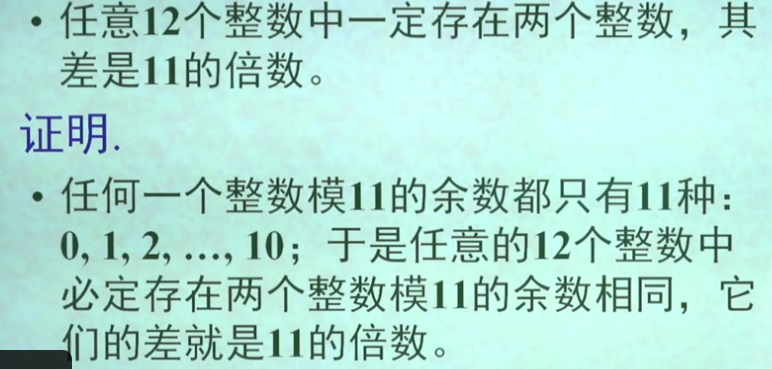 • 任意12个整数中一定存在两个整数，其
差是11的倍数。
证明.
• 任何一个整数模11的余数都只有11种：
0, 1, 2, …, 10；于是任意的12个整数中
必定存在两个整数模11的余数相同，它
们的差就是11的倍数。